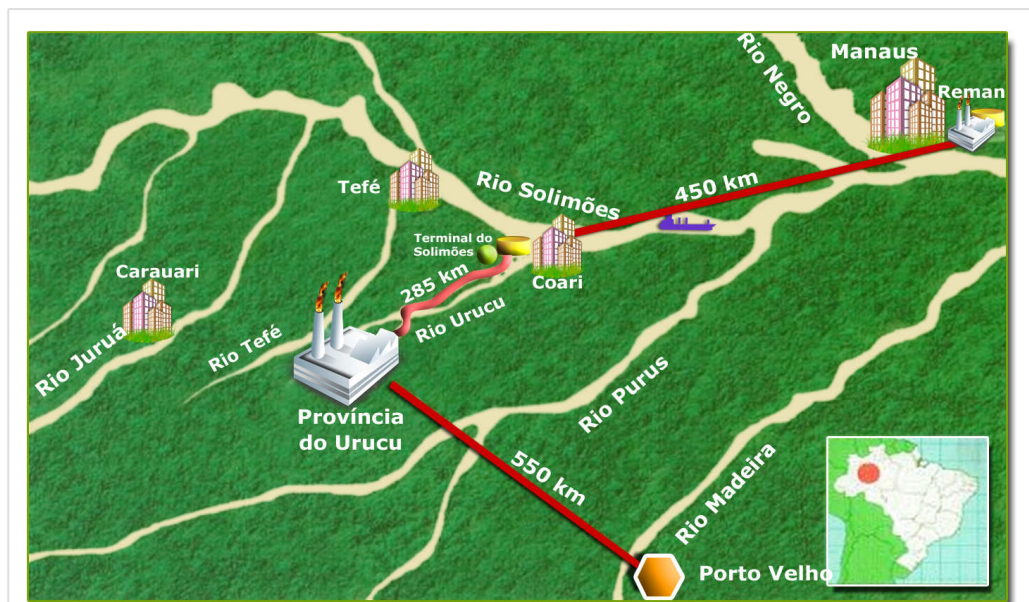 Manaus
Rio Negro
Reman
Tefé
Rio Solimões
450 km
Terminal do
Solimões
Coari
285 km
Rio Urucu
Carauari
Rio Juruá
Rio Tefé
Província
do Urucu
Rio Purus
550 km
Rio Madeira
Porto Velho